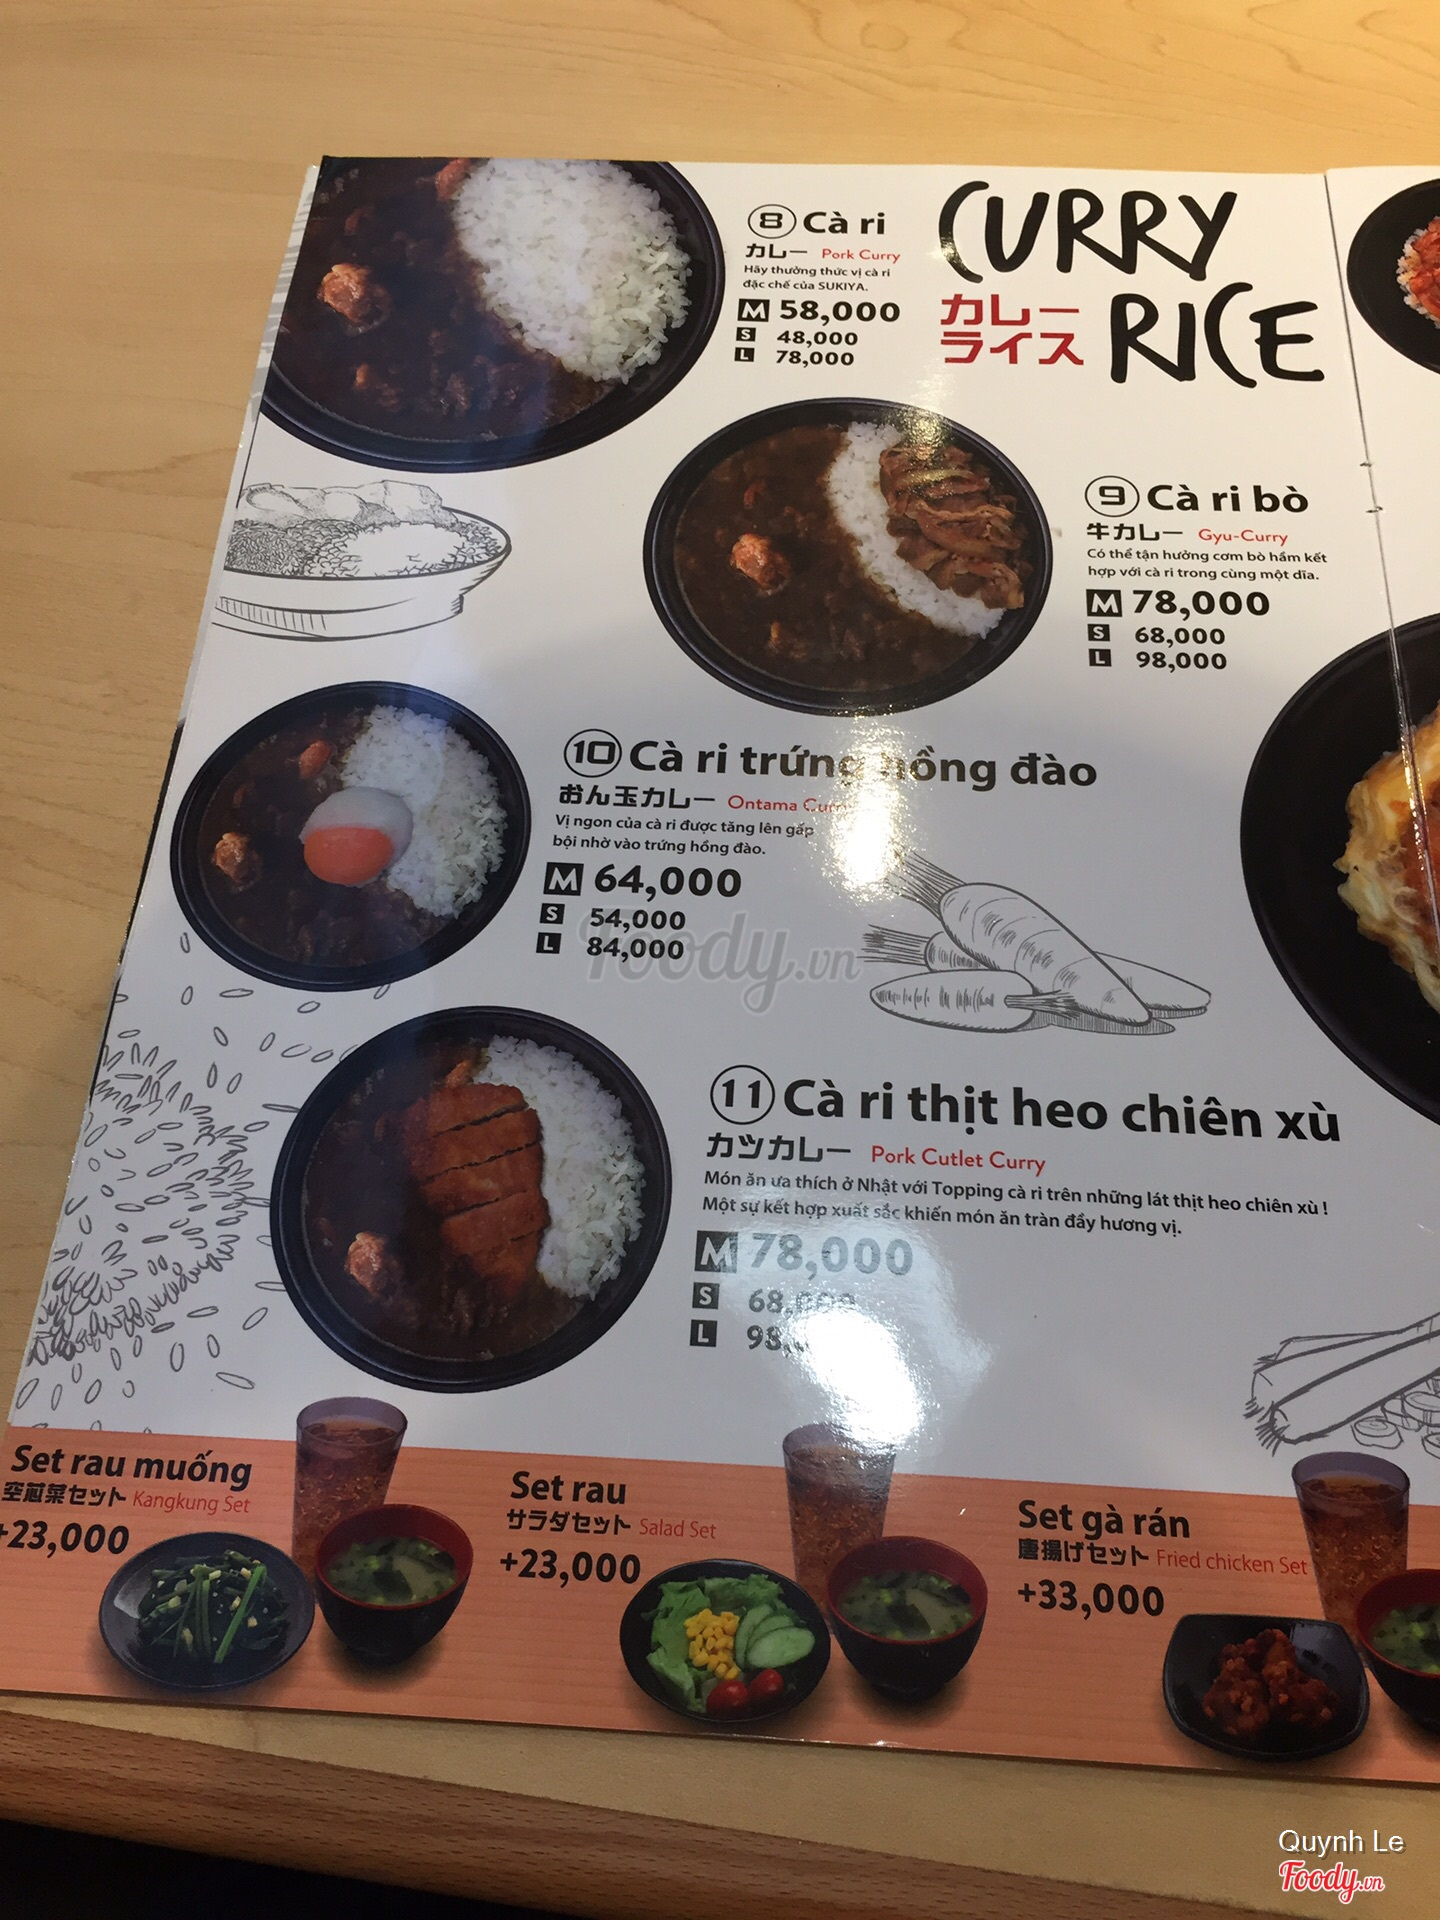 CURRY
カレー
ライス
RICE
8 Cà ri
カレー Pork Curry
Hãy thưởng thức vị cà ri
đặc chế của SUKIYA.
M 58,000
S 48,000
L 78,000
9 Cà ri bò
牛カレー Gyu-Curry
Có thể tận hưởng cơm bò hầm kết
hợp với cà ri trong cùng một dĩa.
M 78,000
S 68,000
L 98,000
10 Cà ri trứng hồng đào
おん玉カレー Ontama Curry
Vị ngon của cà ri được tăng lên gấp
bội nhờ vào trứng hồng đào.
M 64,000
S 54,000
L 84,000
Foody.vn
11 Cà ri thịt heo chiên xù
カツカレー Pork Cutlet Curry
Món ăn ưa thích ở Nhật với Topping cà ri trên những lát thịt heo chiên xù !
Một sự kết hợp xuất sắc khiến món ăn tràn đầy hương vị.
M 78,000
S 68,000
L
Set rau muống
空芯菜セット Kangkung Set
+23,000
Set rau
サラダセット Salad Set
+23,000
Set gà rán
唐揚げセット Fried chicken Set
+33,000
Quynh Le
Foody.vn